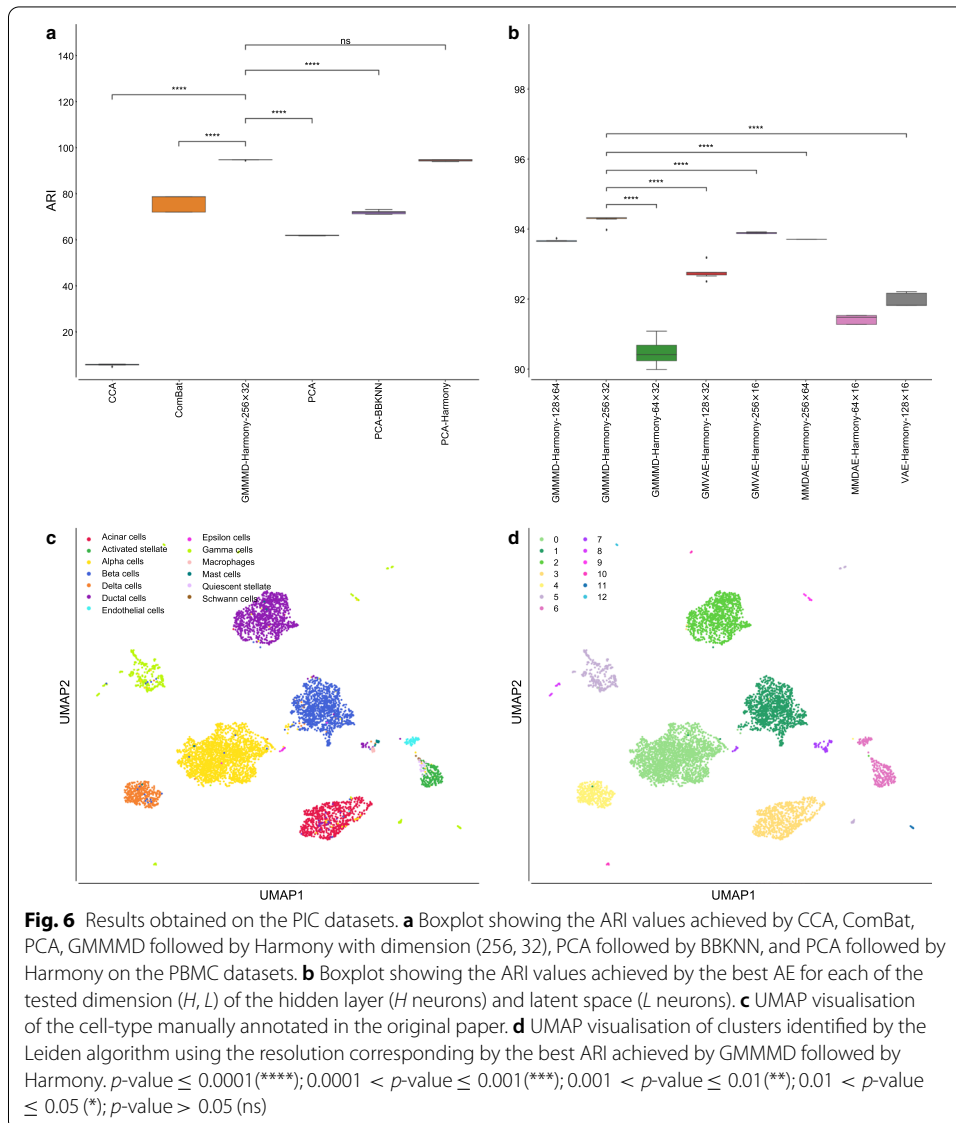 a
ns
140
****
120
****
****
100
****
ARI
80
60
40
20
CCA
ComBat
GMMMD-Harmony-256×32
PCA
PCA-BBKNN
PCA-Harmony
b
98
96
****
****
****
****
****
94
92
90
GMMMD-Harmony-128×64
GMMMD-Harmony-256×32
GMMMD-Harmony-64×32
GMVAE-Harmony-128×32
GMVAE-Harmony-256×16
MMDAE-Harmony-256×64
MMDAE-Harmony-64×16
VAE-Harmony-128×16
c
Acinar cells
Activated stellate
Alpha cells
Beta cells
Delta cells
Ductal cells
Endothelial cells
Epsilon cells
Gamma cells
Macrophages
Mast cells
Quiescent stellate
Schwann cells
UMAP2
UMAP1
d
0
1
2
3
4
5
6
7
8
9
10
11
12
UMAP1
Fig. 6 Results obtained on the PIC datasets. a Boxplot showing the ARI values achieved by CCA, ComBat,
PCA, GMMMD followed by Harmony with dimension (256, 32), PCA followed by BBKNN, and PCA followed by
Harmony on the PBMC datasets. b Boxplot showing the ARI values achieved by the best AE for each of the
tested dimension (H, L) of the hidden layer (H neurons) and latent space (L neurons). c UMAP visualisation
of the cell-type manually annotated in the original paper. d UMAP visualisation of clusters identified by the
Leiden algorithm using the resolution corresponding by the best ARI achieved by GMMMD followed by
Harmony. p-value ≤ 0.0001(****); 0.0001 < p-value ≤ 0.001(***); 0.001 < p-value ≤ 0.01(**); 0.01 < p-value
≤ 0.05 (*); p-value > 0.05 (ns)